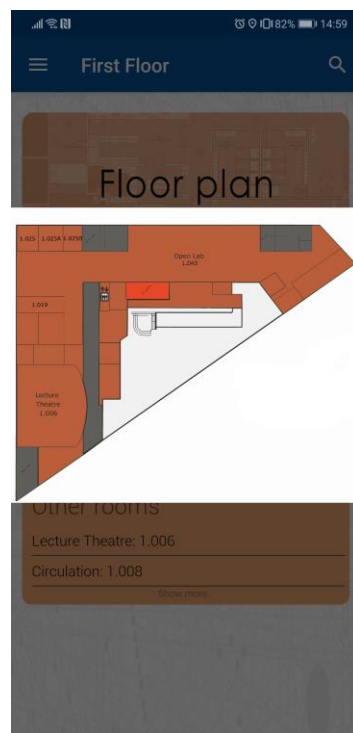 82% 14:59
First Floor
Floor plan
1.025 1.025A 1.025B
Open Lab
1.043
1.019
Lecture
Theatre
1.006
Other rooms
Lecture Theatre: 1.006
Circulation: 1.008
Show more